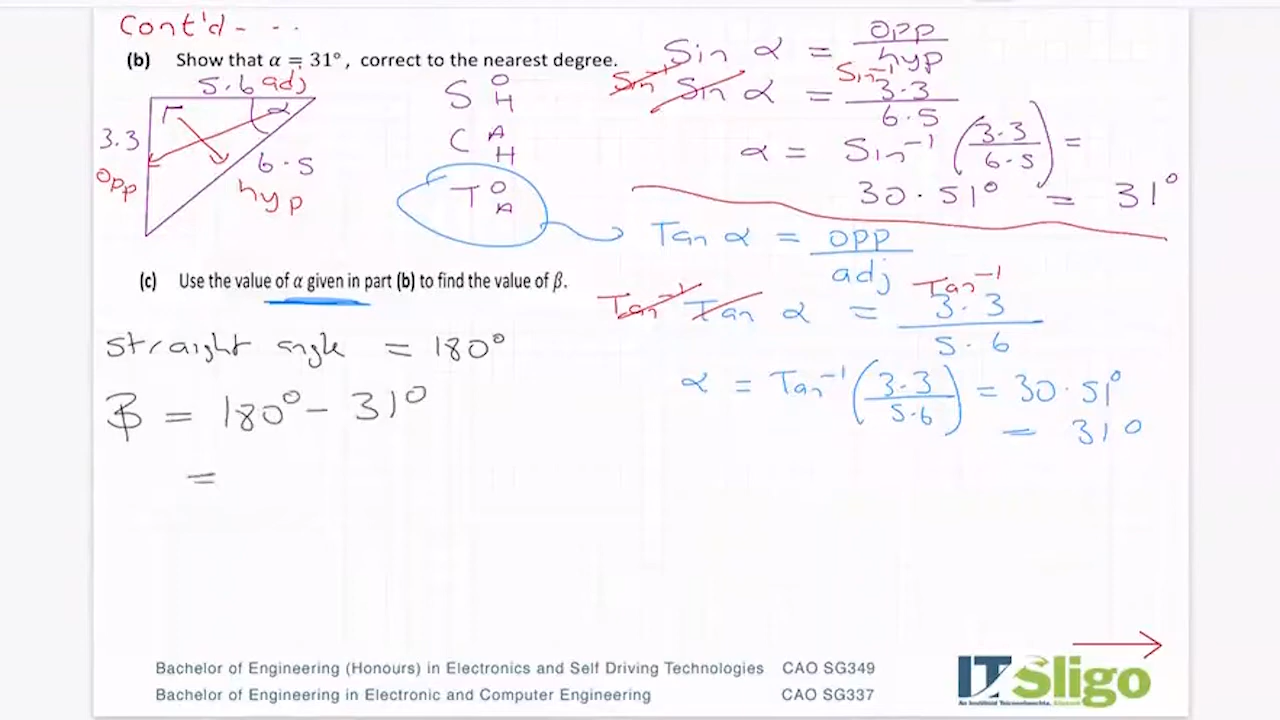 Cont'd - ..
(b) Show that α = 31°, correct to the nearest degree.
5.6 adj
α
3.3
opp
6.5
hyp
S O H
C A H
T O A
Sin α = opp / hyp
Sin⁻¹ Sin α = Sin⁻¹ 3.3 / 6.5
α = Sin⁻¹ (3.3 / 6.5) =
30.51° = 31°
Tan α = opp / adj
Tan⁻¹ Tan α = Tan⁻¹ 3.3 / 5.6
α = Tan⁻¹ (3.3 / 5.6) = 30.51°
= 31°
(c) Use the value of α given in part (b) to find the value of β.
straight angle = 180°
β = 180° - 31°
=
Bachelor of Engineering (Honours) in Electronics and Self Driving Technologies CAO SG349
Bachelor of Engineering in Electronic and Computer Engineering CAO SG337
IT Sligo